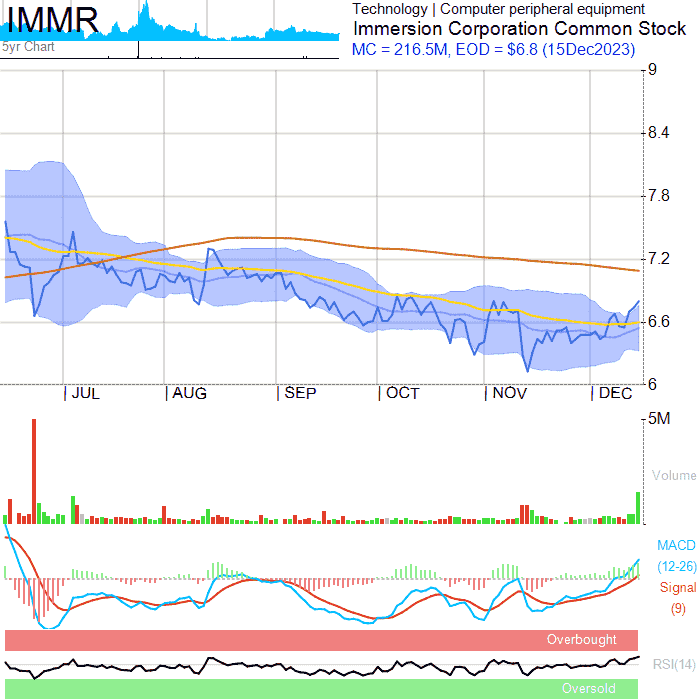 IMMR
5yr Chart
Technology | Computer peripheral equipment
Immersion Corporation Common Stock
MC = 216.5M, EOD = $6.8 (15Dec2023)
9
8.4
7.8
7.2
6.6
6
| JUL | AUG | SEP | OCT | NOV | DEC
5M
Volume
MACD
(12-26)
Signal
(9)
Overbought
RSI(14)
Oversold